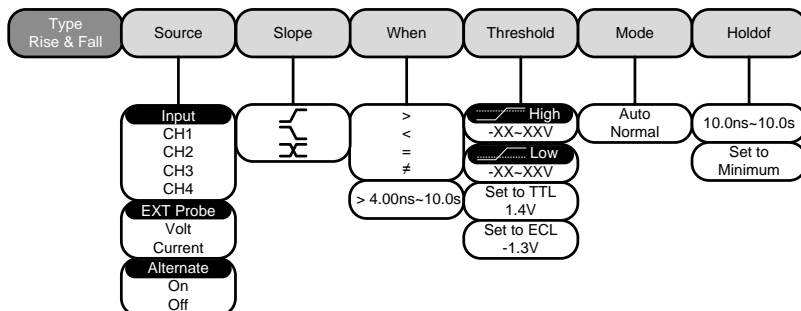 Type
Rise & Fall
Source
Slope
When
Threshold
Mode
Holdof
Input
CH1
CH2
CH3
CH4
EXT Probe
Volt
Current
Alternate
On
Off
>
<
=
≠
> 4.00ns~10.0s
High
-XX~XXV
Low
-XX~XXV
Set to TTL
1.4V
Set to ECL
-1.3V
Auto
Normal
10.0ns~10.0s
Set to
Minimum